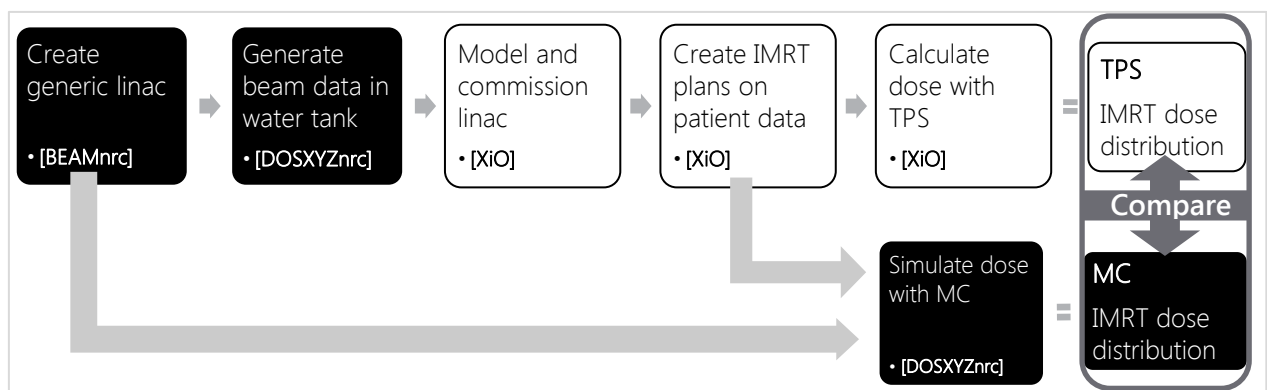 Create
generic linac
• [BEAMnrc]
Generate
beam data in
water tank
• [DOSXYZnrc]
Model and
commission
linac
• [XiO]
Create IMRT
plans on
patient data
• [XiO]
Calculate
dose with
TPS
• [XiO]
=
TPS
IMRT dose
distribution
Compare
Simulate dose
with MC
• [DOSXYZnrc]
=
MC
IMRT dose
distribution